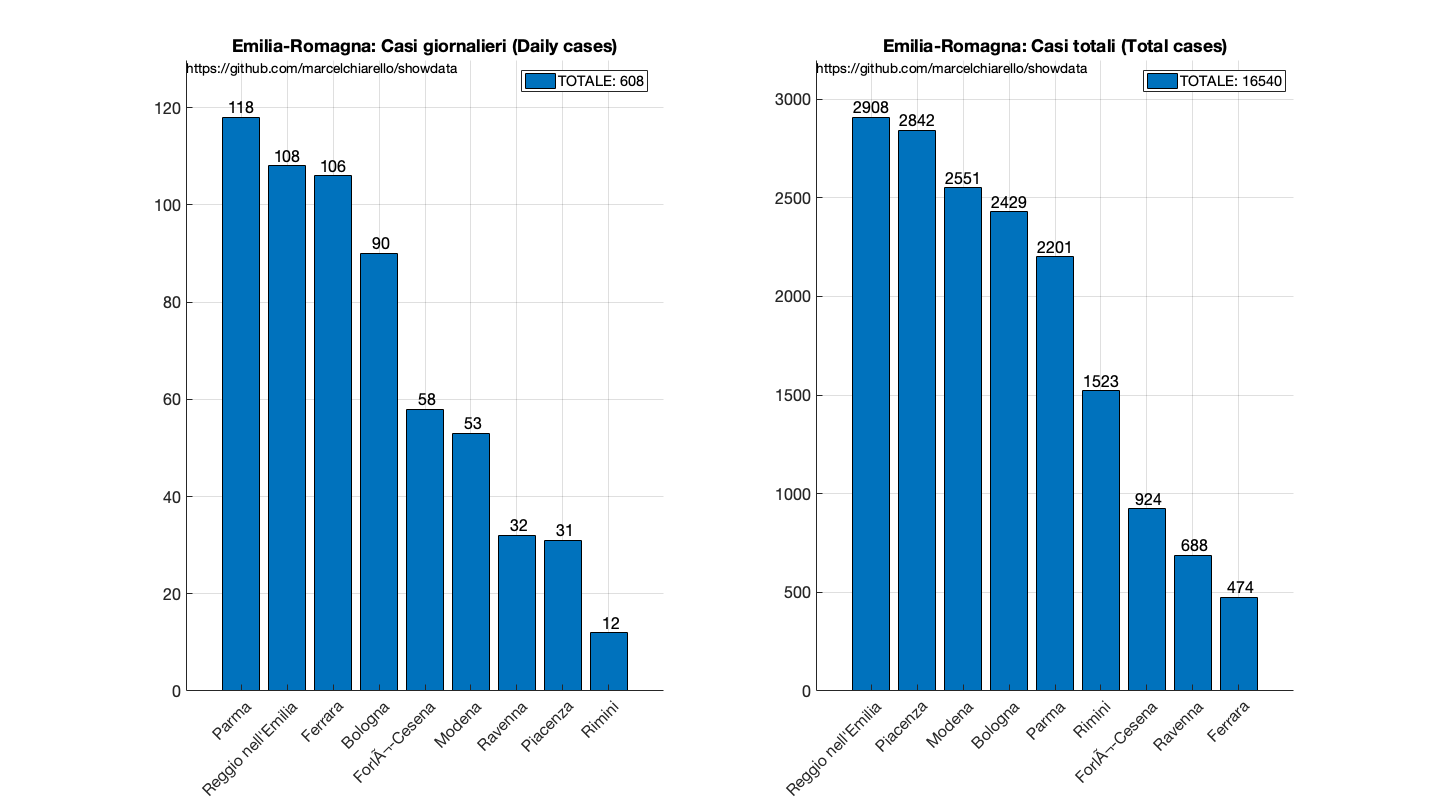 Emilia-Romagna: Casi giornalieri (Daily cases)
https://github.com/marcelchiarello/showdata
TOTALE: 608
120
100
80
60
40
20
0
118
108
106
90
58
53
32
31
12
Parma
Reggio nell'Emilia
Ferrara
Bologna
ForlÃ¬-Cesena
Modena
Ravenna
Piacenza
Rimini
Emilia-Romagna: Casi totali (Total cases)
https://github.com/marcelchiarello/showdata
TOTALE: 16540
3000
2500
2000
1500
1000
500
0
2908
2842
2551
2429
2201
1523
924
688
474
Reggio nell'Emilia
Piacenza
Modena
Bologna
Parma
Rimini
ForlÃ¬-Cesena
Ravenna
Ferrara